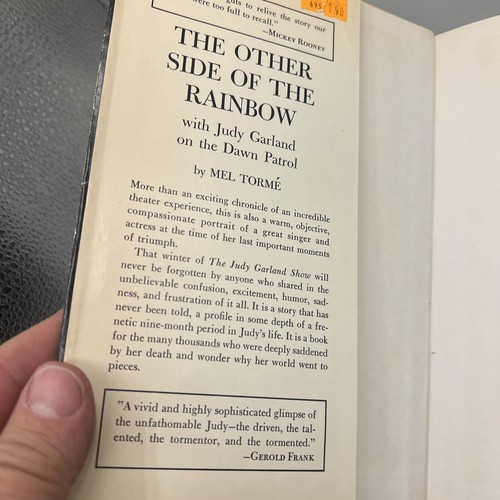 guts to relive the story our
were too full to recall."
—MICKEY ROONEY
THE OTHER
SIDE OF THE
RAINBOW
with Judy Garland
on the Dawn Patrol
by MEL TORMÉ
More than an exciting chronicle of an incredible
theater experience, this is also a warm, objective,
compassionate portrait of a great singer and
actress at the time of her last important moments
of triumph.
That winter of The Judy Garland Show will
never be forgotten by anyone who shared in the
unbelievable confusion, excitement, humor, sad-
ness, and frustration of it all. It is a story that has
never been told, a profile in some depth of a fre-
netic nine-month period in Judy's life. It is a book
for the many thousands who were deeply saddened
by her death and wonder why her world went to
pieces.
"A vivid and highly sophisticated glimpse of
the unfathomable Judy—the driven, the tal-
ented, the tormentor, and the tormented."
—GEROLD FRANK